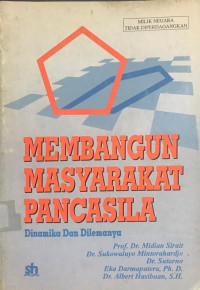 MILIK NEGARA
TIDAK DIPERDAGANGKAN
MEMBANGUN
MASYARAKAT
PANCASILA
Dinamika Dan Dilemanya
Prof. Dr. Midian Sirait
Dr. Sukowaluyo Mintorahardjo
Dr. Sutarno
Eka Darmaputera, Ph. D.
Dr. Albert Hasibuan, S.H.
sh